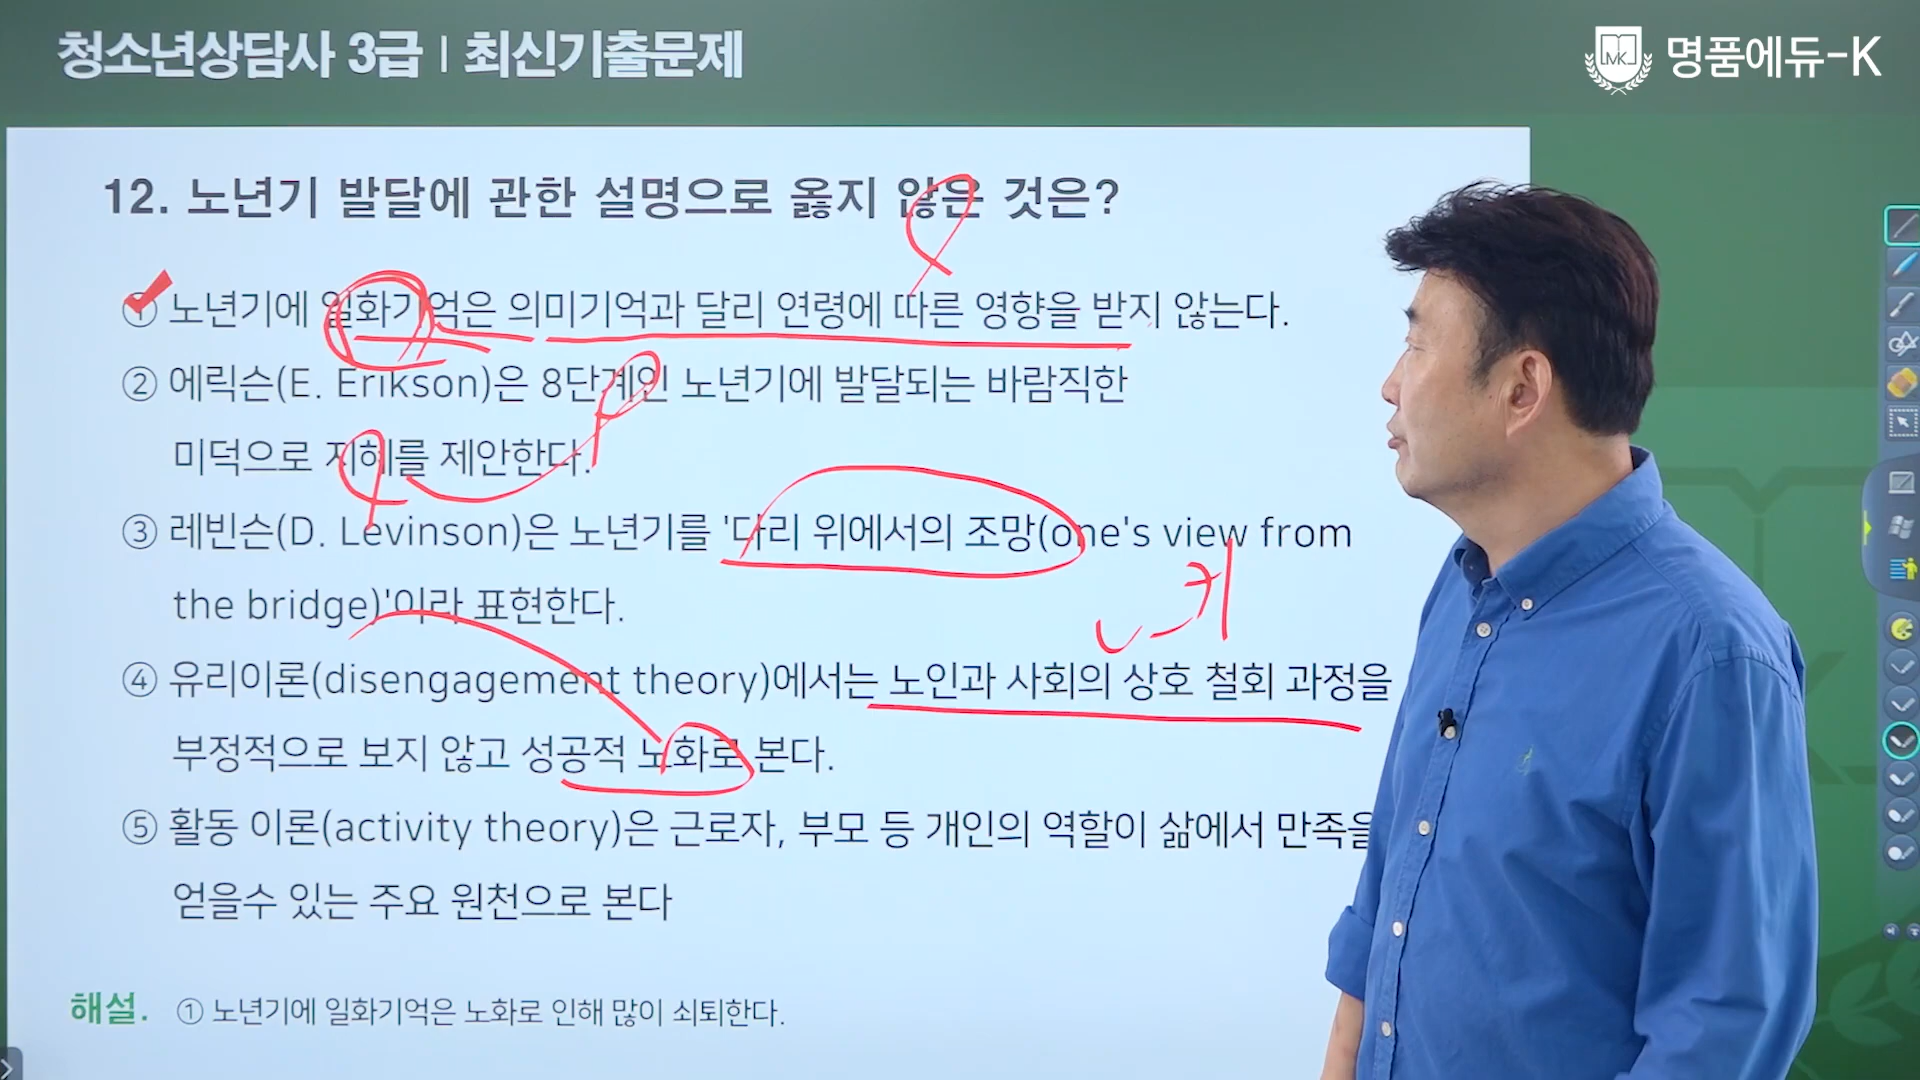 청소년상담사 3급 | 최신기출문제
MK 명품에듀-K
12. 노년기 발달에 관한 설명으로 옳지 않은 것은?
① 노년기에 일화기억은 의미기억과 달리 연령에 따른 영향을 받지 않는다.
② 에릭슨(E. Erikson)은 8단계인 노년기에 발달되는 바람직한
미덕으로 지혜를 제안한다.
③ 레빈슨(D. Levinson)은 노년기를 '다리 위에서의 조망(one's view from
the bridge)'이라 표현한다.
④ 유리이론(disengagement theory)에서는 노인과 사회의 상호 철회 과정을
부정적으로 보지 않고 성공적 노화로 본다.
⑤ 활동 이론(activity theory)은 근로자, 부모 등 개인의 역할이 삶에서 만족을
얻을수 있는 주요 원천으로 본다
해설. ① 노년기에 일화기억은 노화로 인해 많이 쇠퇴한다.